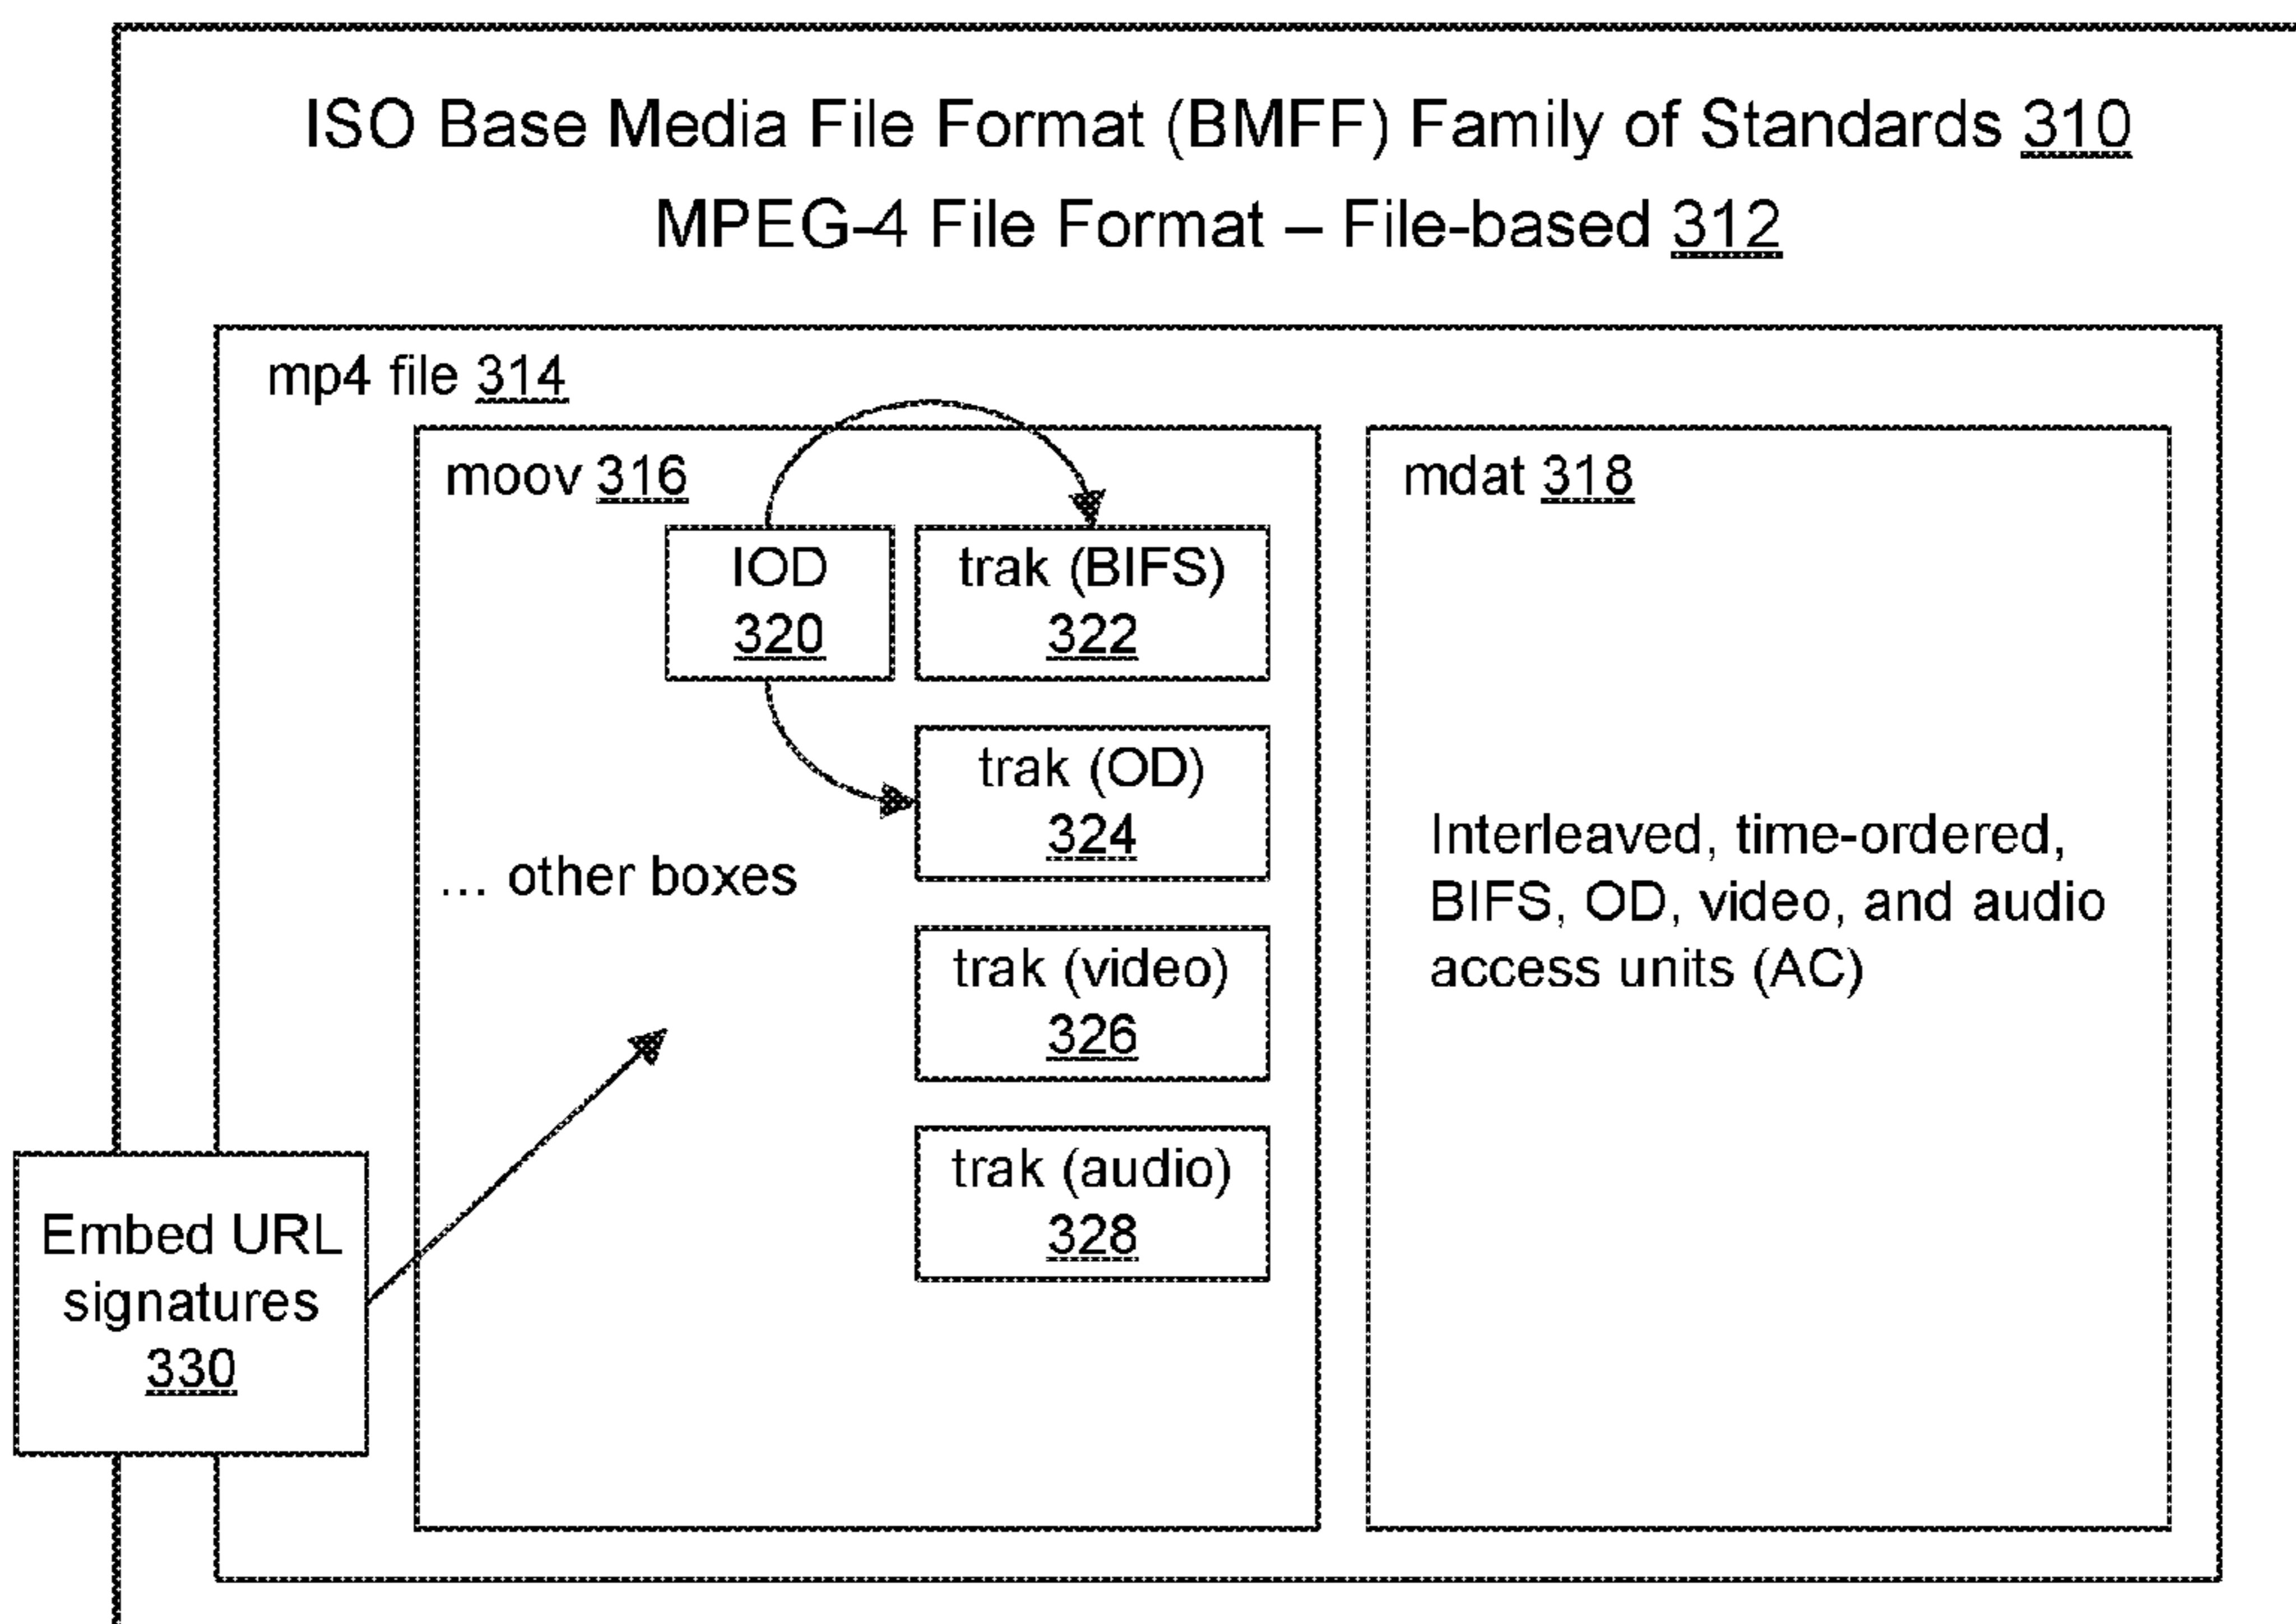 ISO Base Media File Format (BMFF) Family of Standards 310
MPEG-4 File Format – File-based 312
mp4 file 314
moov 316
IOD
320
trak (BIFS)
322
trak (OD)
324
... other boxes
trak (video)
326
trak (audio)
328
mdat 318
Interleaved, time-ordered,
BIFS, OD, video, and audio
access units (AC)
Embed URL
signatures
330